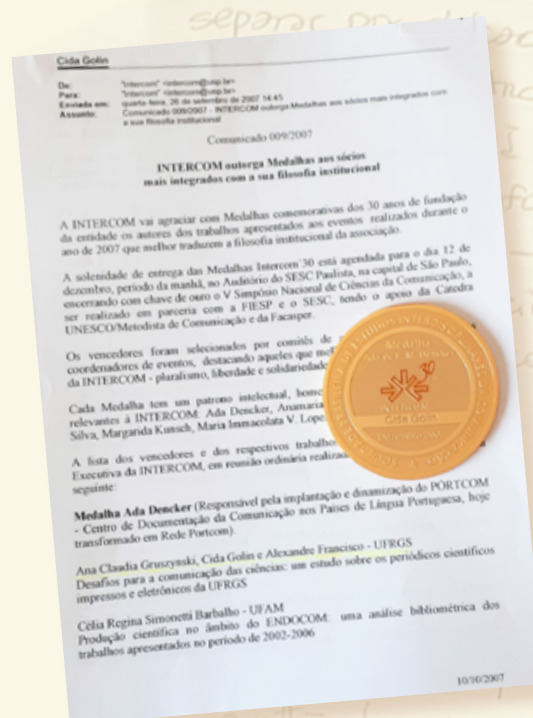 separar por
Cida Golin
De: "Intercom" <intercom@usp.br>
Para: "Intercom" <intercom@usp.br>
Enviada em: quarta-feira, 26 de setembro de 2007 14:45
Assunto: Comunicado 009/2007 - INTERCOM outorga Medalhas aos sócios mais integrados com
a sua filosofia institucional
Comunicado 009/2007
INTERCOM outorga Medalhas aos sócios
mais integrados com a sua filosofia institucional
A INTERCOM vai agraciar com Medalhas comemorativas dos 30 anos de fundação
da entidade os autores dos trabalhos apresentados aos eventos realizados durante o
ano de 2007 que melhor traduzem a filosofia institucional da associação.
A solenidade de entrega das Medalhas Intercom'30 está agendada para o dia 12 de
dezembro, período da manhã, no Auditório do SESC Paulista, na capital de São Paulo,
encerrando com chave de ouro o V Simpósio Nacional de Ciências da Comunicação, a
ser realizado em parceria com a FIESP e o SESC, tendo o apoio da Cátedra
UNESCO/Metodista de Comunicação e da Facasper.
Os vencedores foram selecionados por comitês de
coordenadores de eventos, destacando aqueles que
da INTERCOM - pluralismo, liberdade e solidariedade
Cada Medalha tem um patrono intelectual,
relevantes à INTERCOM: Ada Dencker, Anamaria
Silva, Margarida Kunsch, Maria Immacolata V.
A lista dos vencedores e dos respectivos
Executiva da INTERCOM, em reunião ordinária
seguinte:
Medalha
Ada de F. M. Dencker
30
Cida Golin
Medalha Ada Dencker (Responsável pela implantação e dinamização do PORTCOM
- Centro de Documentação da Comunicação nos Países de Língua Portuguesa, hoje
transformado em Rede Portcom).
Ana Claudia Gruszynski, Cida Golin e Alexandre Francisco - UFRGS
Desafios para a comunicação das ciências: um estudo sobre os periódicos científicos
impressos e eletrônicos da UFRGS
Célia Regina Simonetti Barbalho - UFAM
Produção científica no âmbito do ENDOCOM: uma análise bibliométrica dos
trabalhos apresentados no período de 2002-2006
10/10/2007